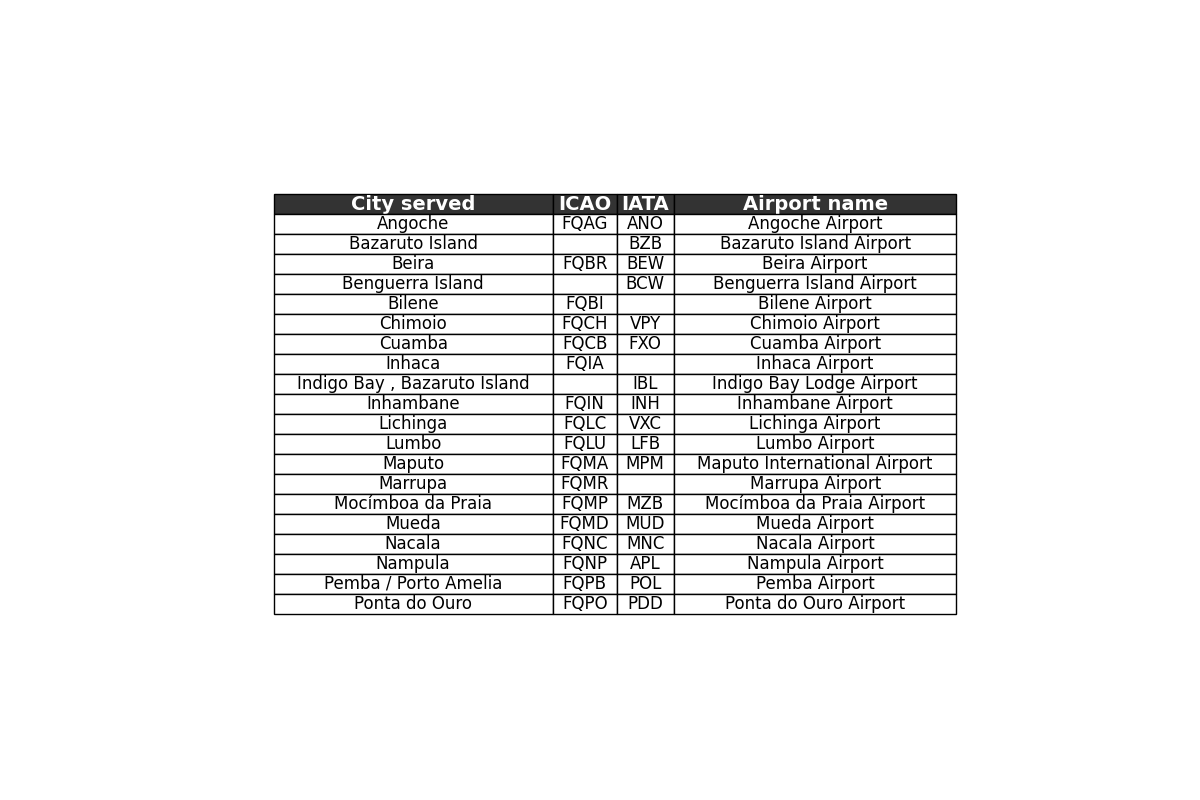 City served ICAO IATA Airport name
Angoche FQAG ANO Angoche Airport
Bazaruto Island BZB Bazaruto Island Airport
Beira FQBR BEW Beira Airport
Benguerra Island BCW Benguerra Island Airport
Bilene FQBI Bilene Airport
Chimoio FQCH VPY Chimoio Airport
Cuamba FQCB FXO Cuamba Airport
Inhaca FQIA Inhaca Airport
Indigo Bay , Bazaruto Island IBL Indigo Bay Lodge Airport
Inhambane FQIN INH Inhambane Airport
Lichinga FQLC VXC Lichinga Airport
Lumbo FQLU LFB Lumbo Airport
Maputo FQMA MPM Maputo International Airport
Marrupa FQMR Marrupa Airport
Mocímboa da Praia FQMP MZB Mocímboa da Praia Airport
Mueda FQMD MUD Mueda Airport
Nacala FQNC MNC Nacala Airport
Nampula FQNP APL Nampula Airport
Pemba / Porto Amelia FQPB POL Pemba Airport
Ponta do Ouro FQPO PDD Ponta do Ouro Airport